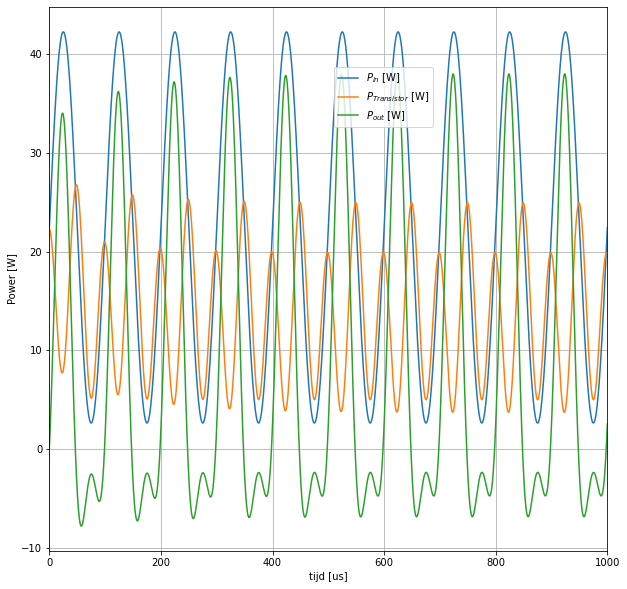 40
30
20
10
0
−10
Power [W]
P_in [W]
P_Transistor [W]
P_out [W]
0 200 400 600 800 1000
tijd [us]